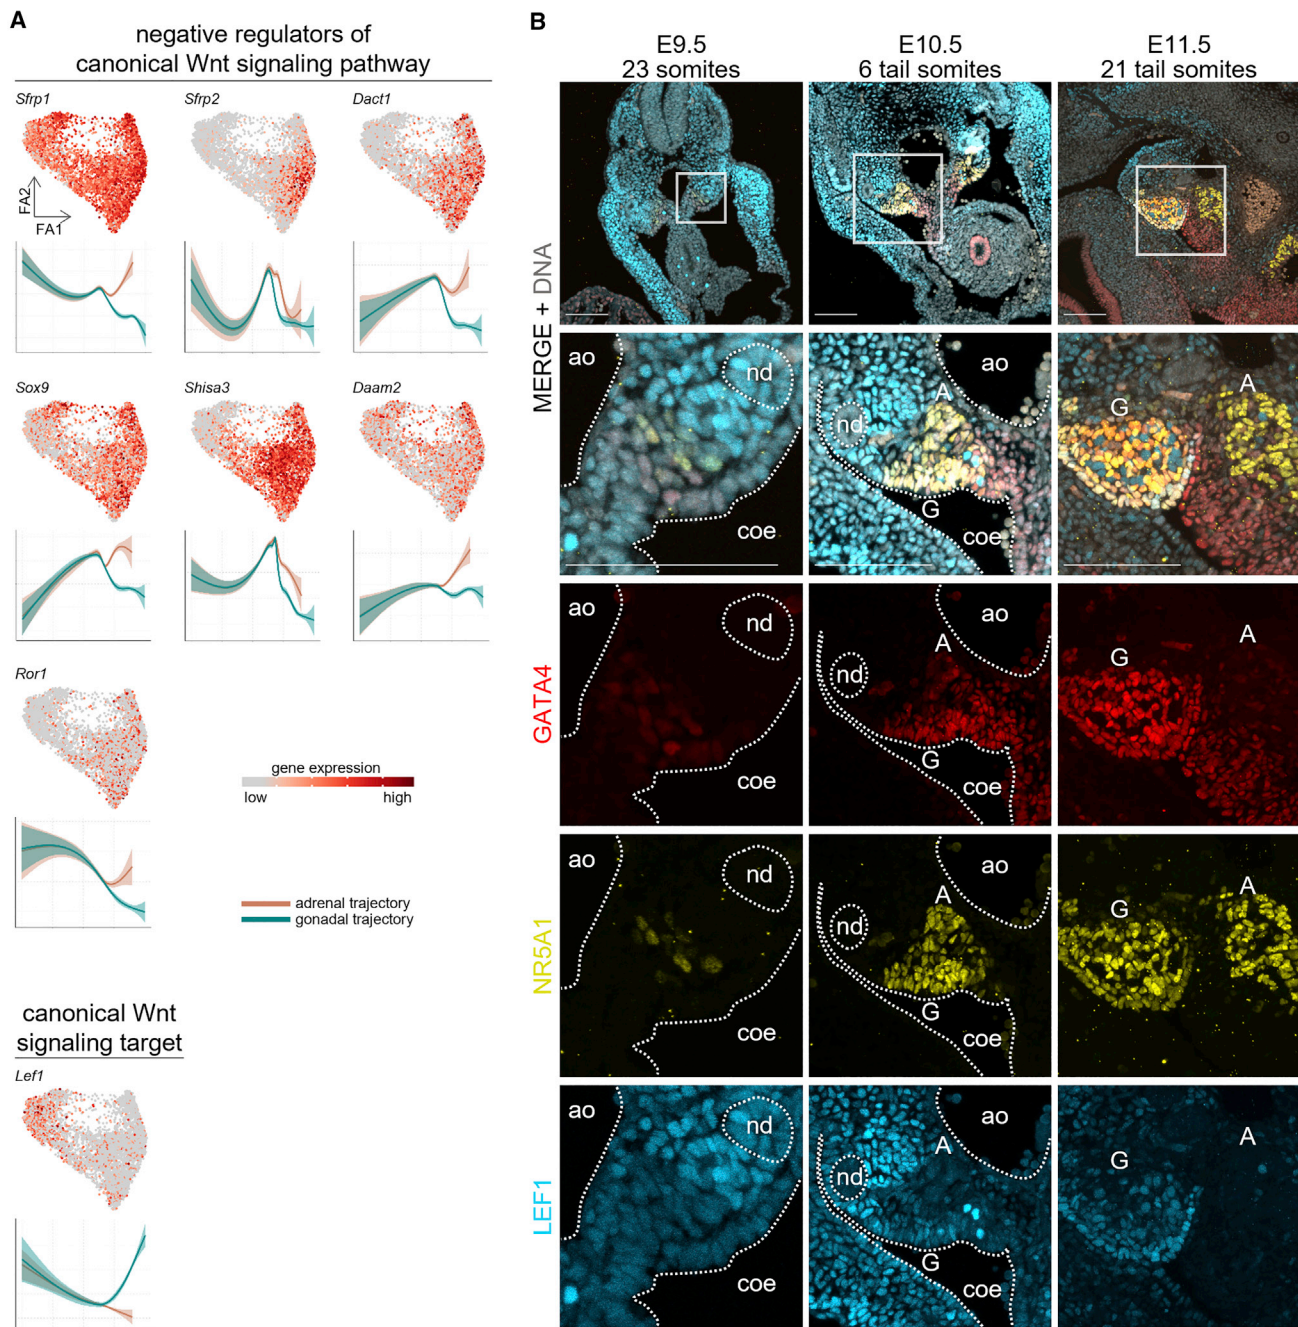 A
negative regulators of
canonical Wnt signaling pathway
Sfrp1
Sfrp2
Dact1
FA2
FA1
Sox9
Shisa3
Daam2
Ror1
gene expression
low
high
adrenal trajectory
gonadal trajectory
canonical Wnt
signaling target
Lef1
B
E9.5
23 somites
E10.5
6 tail somites
E11.5
21 tail somites
MERGE + DNA
ao
nd
coe
ao
A
nd
G
coe
G
A
GATA4
ao
nd
coe
ao
A
nd
G
coe
G
A
NR5A1
ao
nd
coe
ao
A
nd
G
coe
G
A
LEF1
ao
nd
coe
ao
A
nd
G
coe
G
A